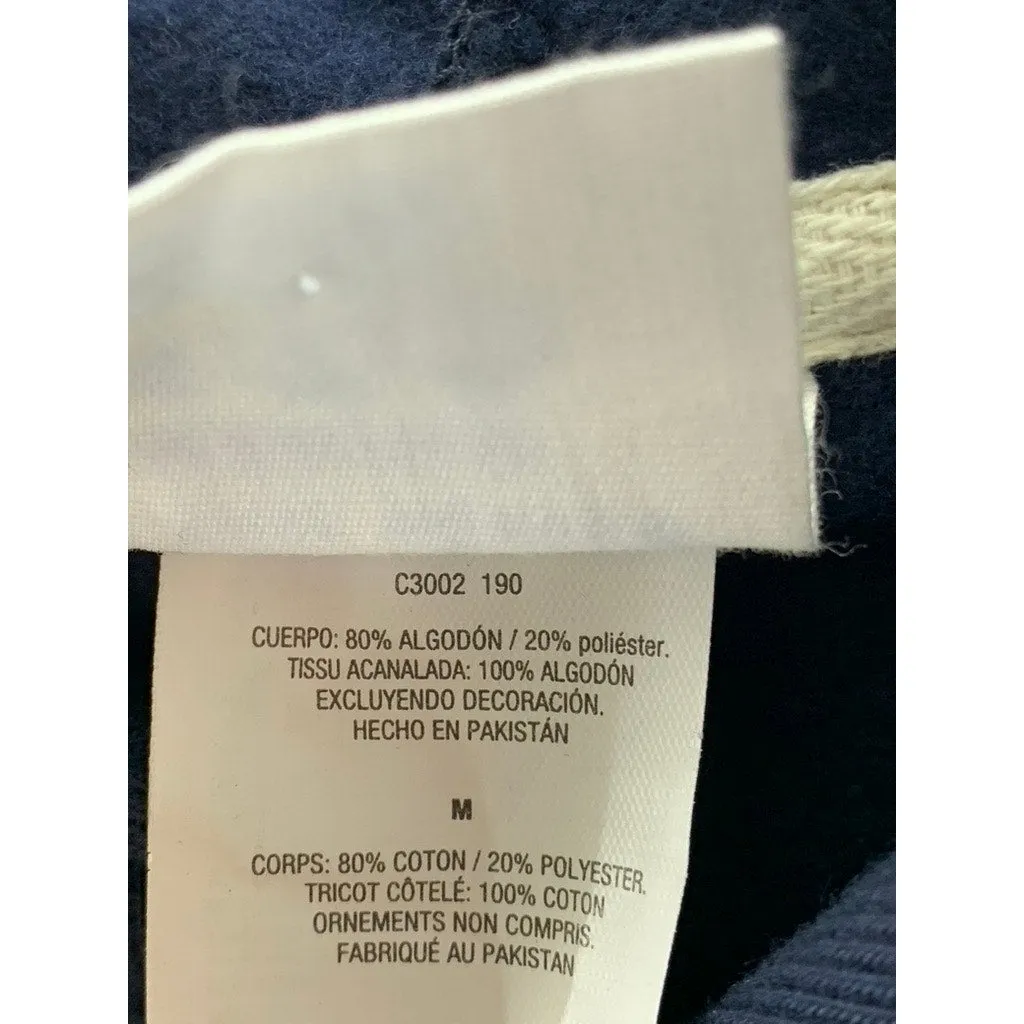 C3002 190
CUERPO: 80% ALGODÓN / 20% poliéster.
TISSU ACANALADA: 100% ALGODÓN
EXCLUYENDO DECORACIÓN.
HECHO EN PAKISTÁN
M
CORPS: 80% COTON / 20% POLYESTER.
TRICOT CÔTELÉ: 100% COTON
ORNEMENTS NON COMPRIS.
FABRIQUÉ AU PAKISTAN